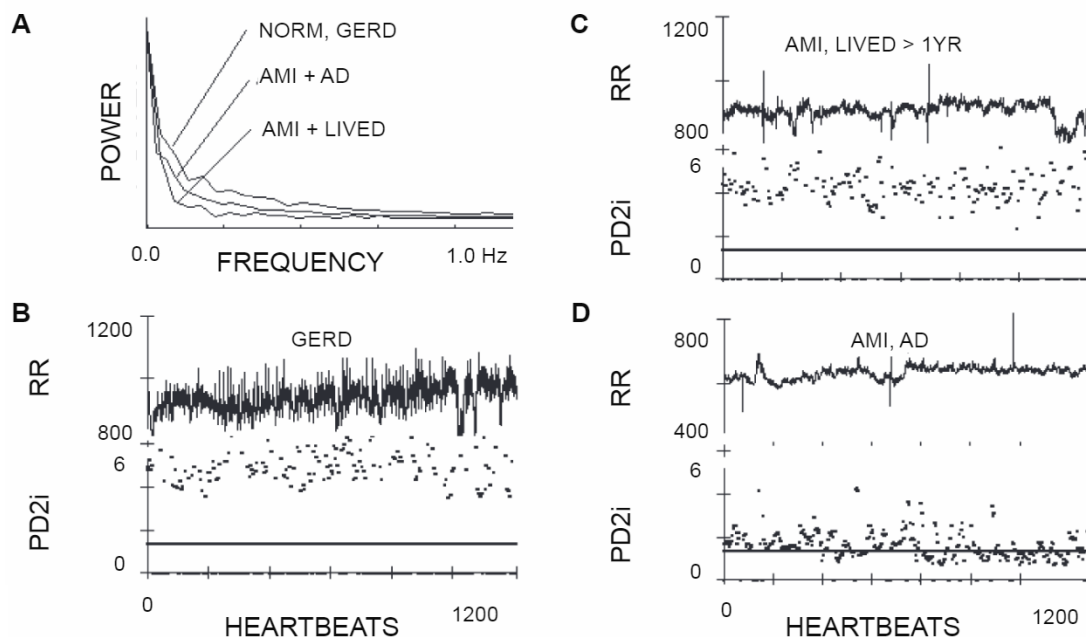 A
NORM, GERD
AMI + AD
AMI + LIVED
POWER
0.0
1.0 Hz
FREQUENCY
B
GERD
1200
RR
800
6
PD2i
0
0
1200
HEARTBEATS
C
AMI, LIVED > 1YR
1200
RR
800
6
PD2i
0
D
AMI, AD
800
RR
400
6
PD2i
0
0
1200
HEARTBEATS